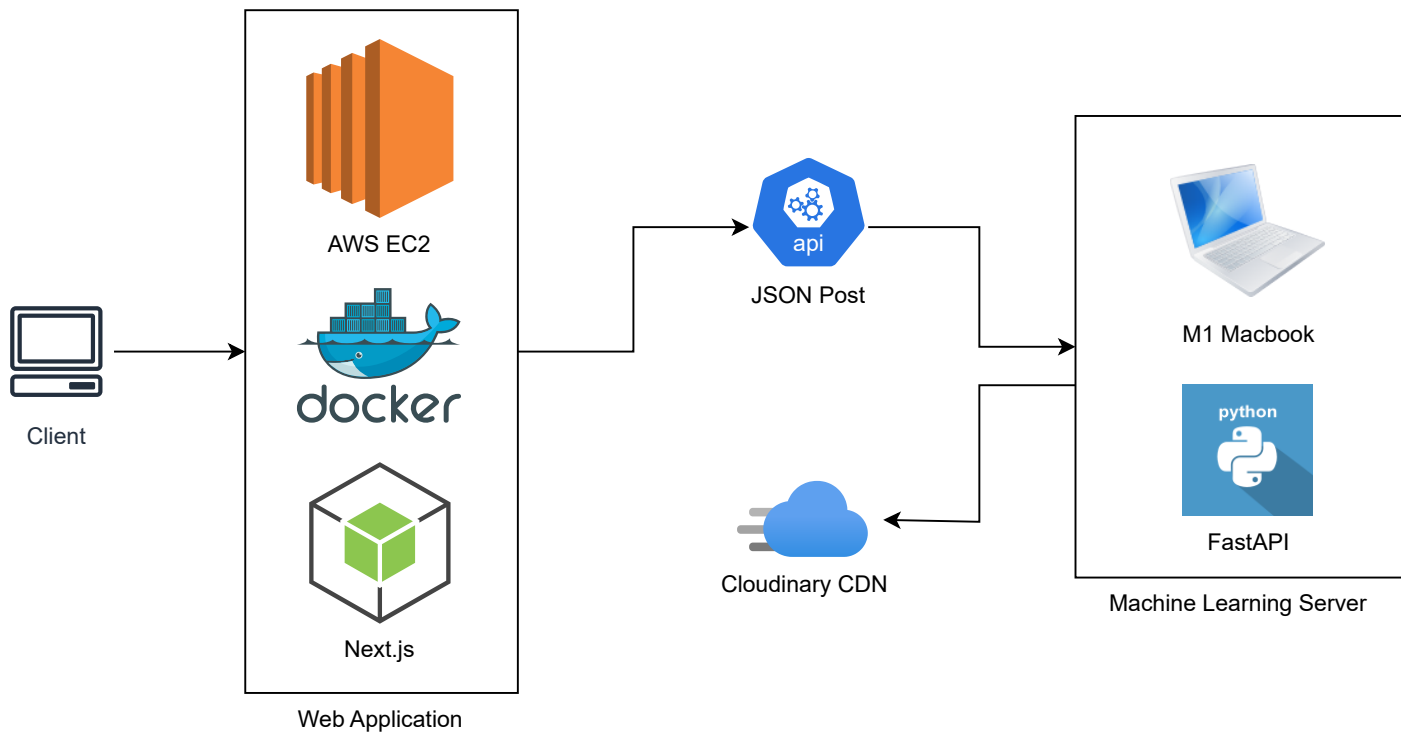 AWS EC2
docker
Next.js
Web Application
Client
api
JSON Post
Cloudinary CDN
M1 Macbook
python
FastAPI
Machine Learning Server